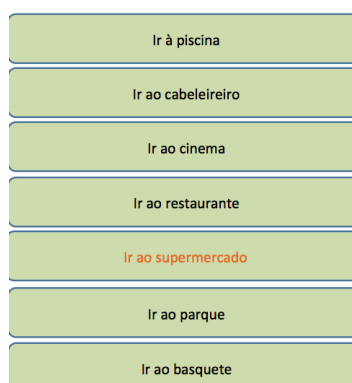 Ir à piscina
Ir ao cabeleireiro
Ir ao cinema
Ir ao restaurante
Ir ao supermercado
Ir ao parque
Ir ao basquete